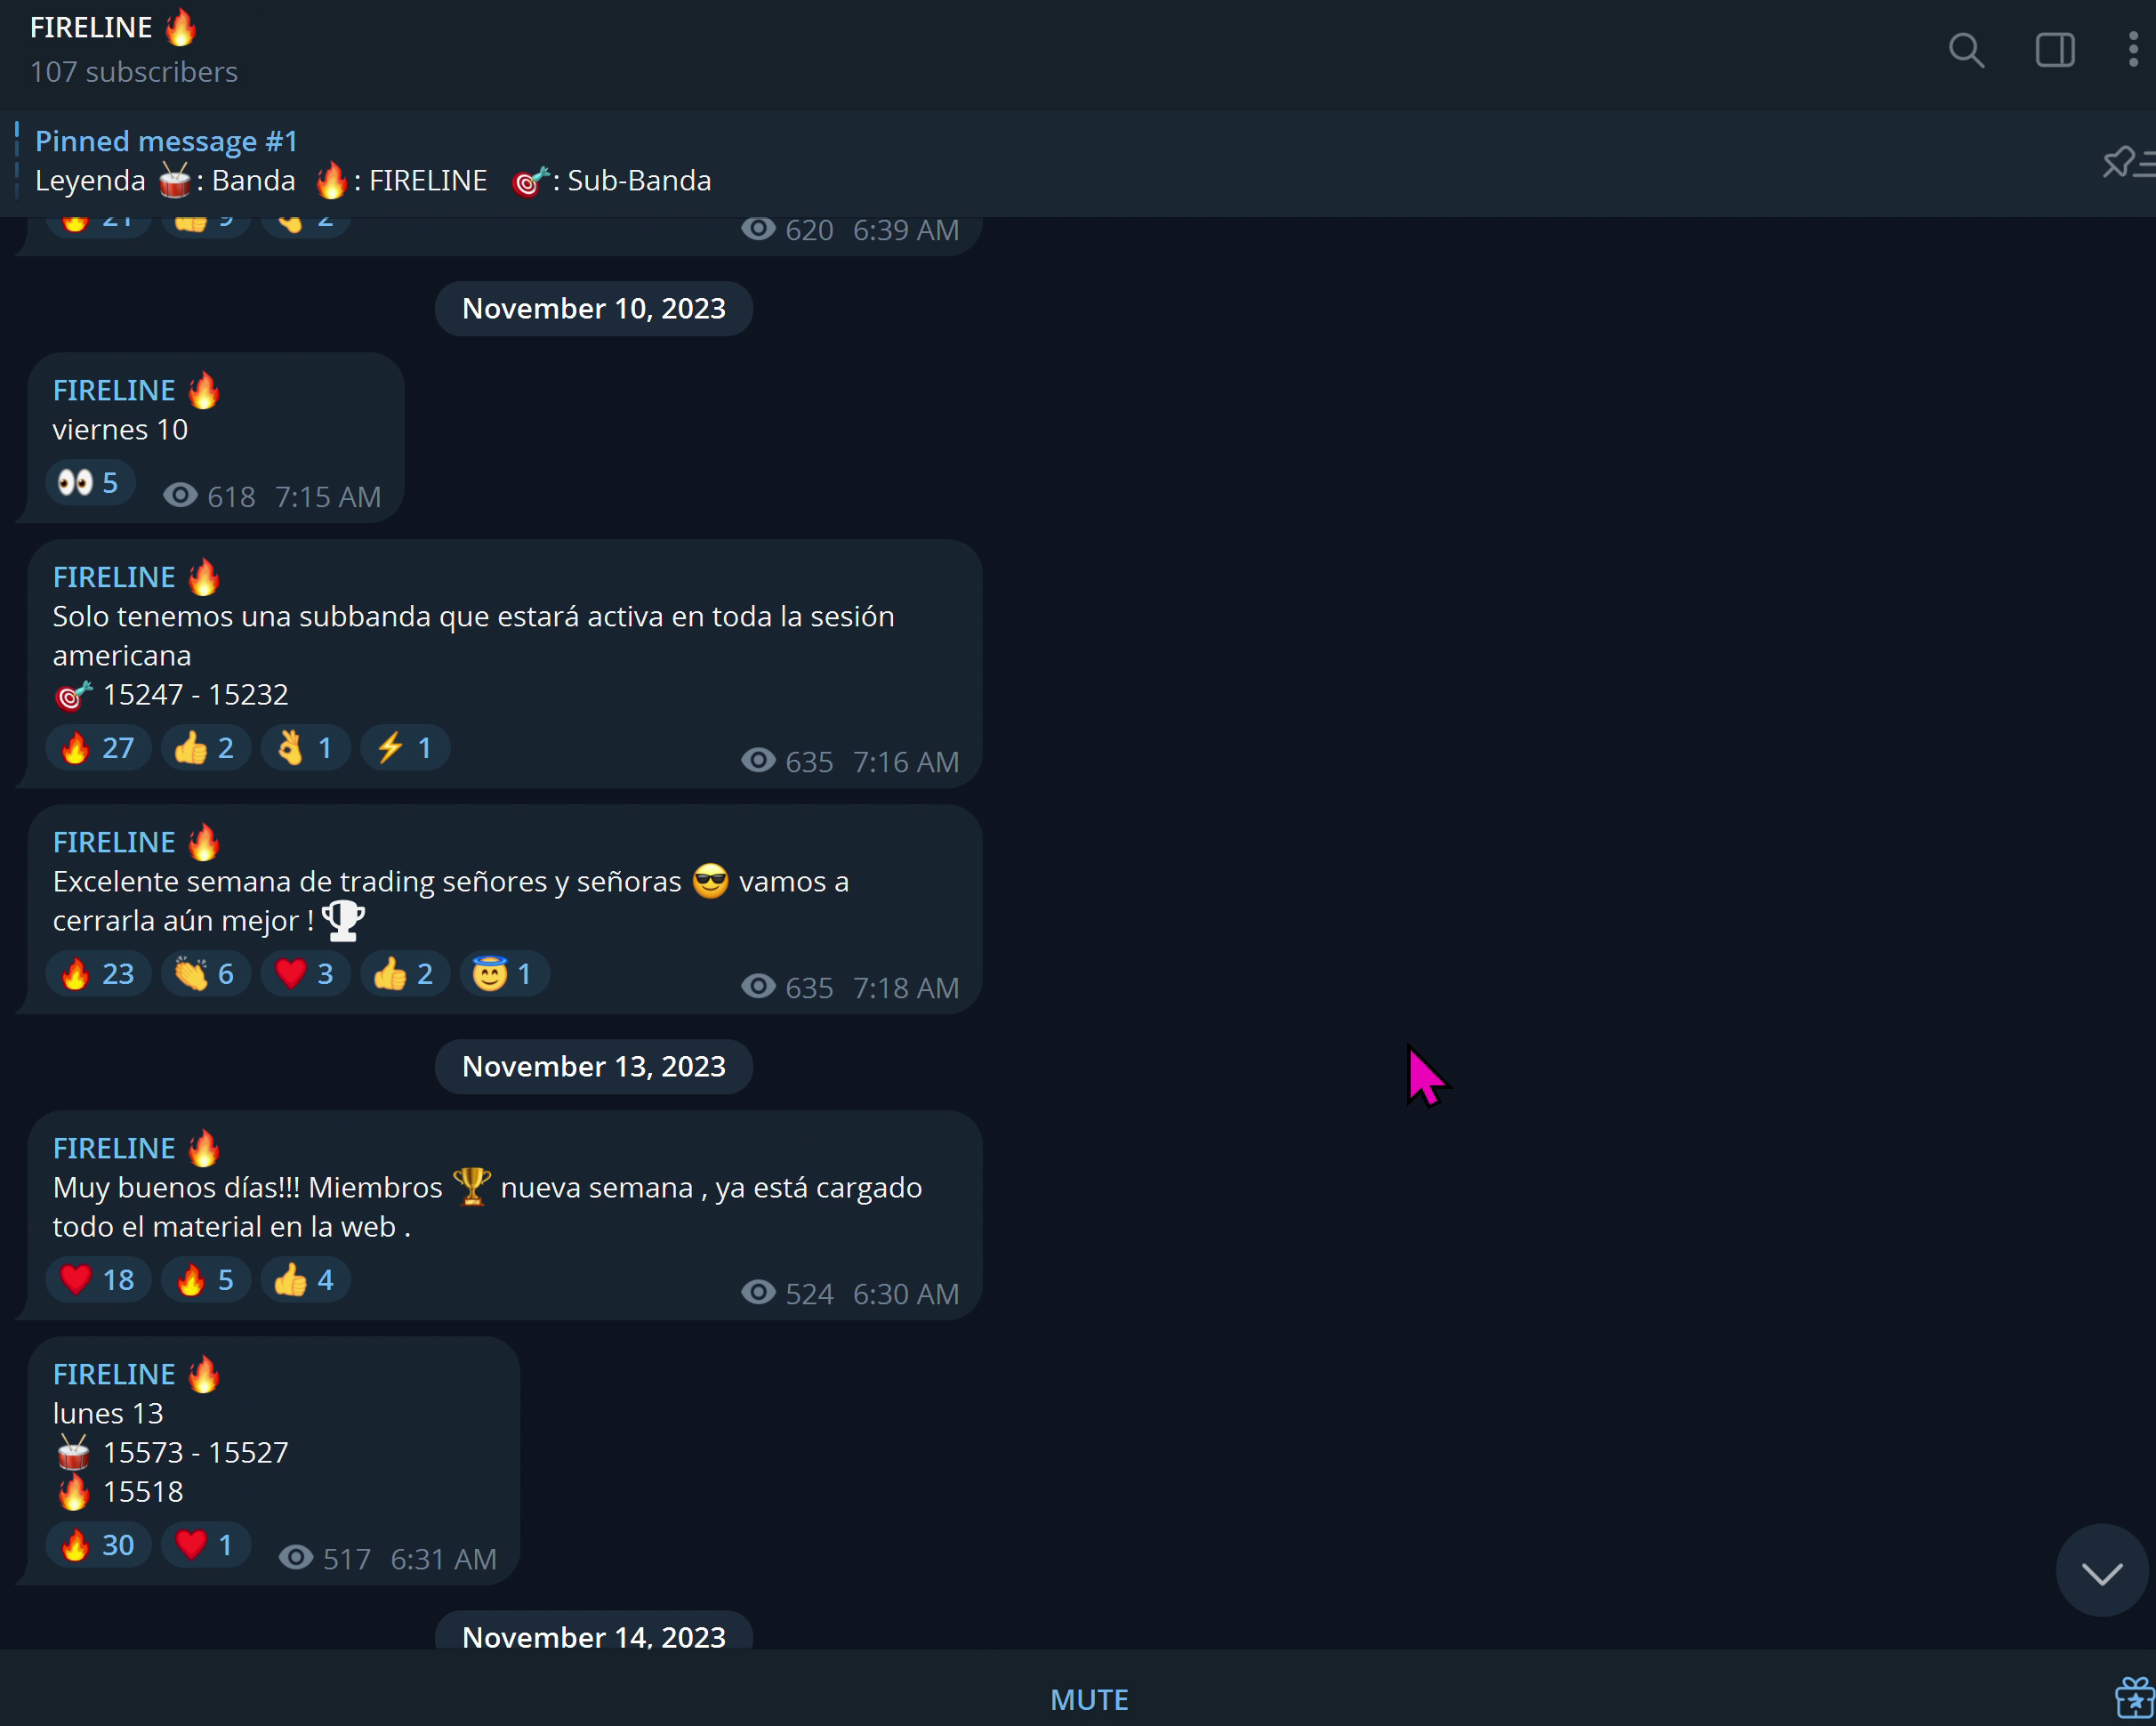 FIRELINE 🔥
107 subscribers
Pinned message #1
Leyenda 🥁: Banda 🔥: FIRELINE 🎯: Sub-Banda
🔥 21 👍 9 👌 2 620 6:39 AM
November 10, 2023
FIRELINE 🔥
viernes 10
👀 5 618 7:15 AM
FIRELINE 🔥
Solo tenemos una subbanda que estará activa en toda la sesión
americana
🎯 15247 - 15232
🔥 27 👍 2 👌 1 ⚡ 1 635 7:16 AM
FIRELINE 🔥
Excelente semana de trading señores y señoras 😎 vamos a
cerrarla aún mejor ! 🏆
🔥 23 👏 6 ❤️ 3 👍 2 😇 1 635 7:18 AM
November 13, 2023
FIRELINE 🔥
Muy buenos días!!! Miembros 🏆 nueva semana , ya está cargado
todo el material en la web .
❤️ 18 🔥 5 👍 4 524 6:30 AM
FIRELINE 🔥
lunes 13
🥁 15573 - 15527
🔥 15518
🔥 30 ❤️ 1 517 6:31 AM
November 14, 2023
MUTE